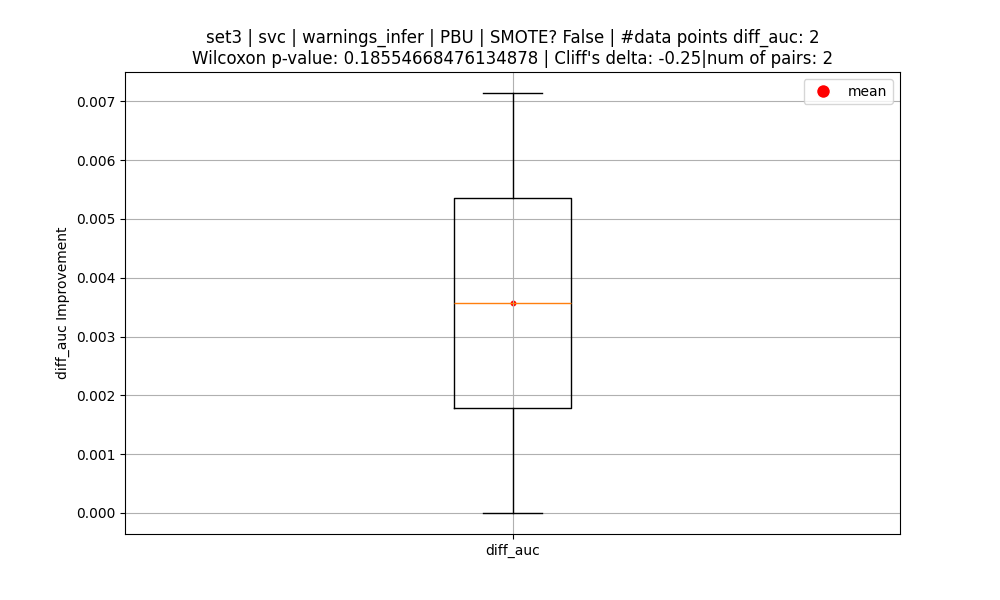 set3 | svc | warnings_infer | PBU | SMOTE? False | #data points diff_auc: 2
Wilcoxon p-value: 0.18554668476134878 | Cliff's delta: -0.25|num of pairs: 2
mean
0.007
0.006
0.005
0.004
0.003
0.002
0.001
0.000
diff_auc Improvement
diff_auc